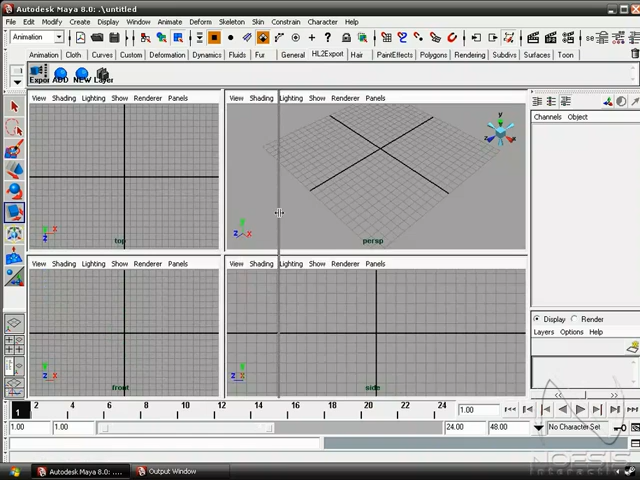 Autodesk Maya 8.0: .\untitled
File Edit Modify Create Display Window Animate Deform Skeleton Skin Constrain Character
Animation
Animation Cloth Curves Custom Deformation Dynamics Fluids Fur General HL2Export Hair PaintEffects Polygons Rendering Subdivs Surfaces Toon
Expor ADD NEW Layer
View Shading Lighting Show Renderer Panels
View Shading Lighting Show Renderer Panels
Channels Object
y
x
z
top
persp
View Shading Lighting Show Renderer Panels
View Shading Lighting Show Renderer Panels
Display Render
Layers Options Help
front
side
1 2 4 6 8 10 12 14 16 18 20 22 24 1.00
1.00 1.00 24.00 48.00 No Character Set
NOESIS
Interactive
Autodesk Maya 8.0: .... Output Window